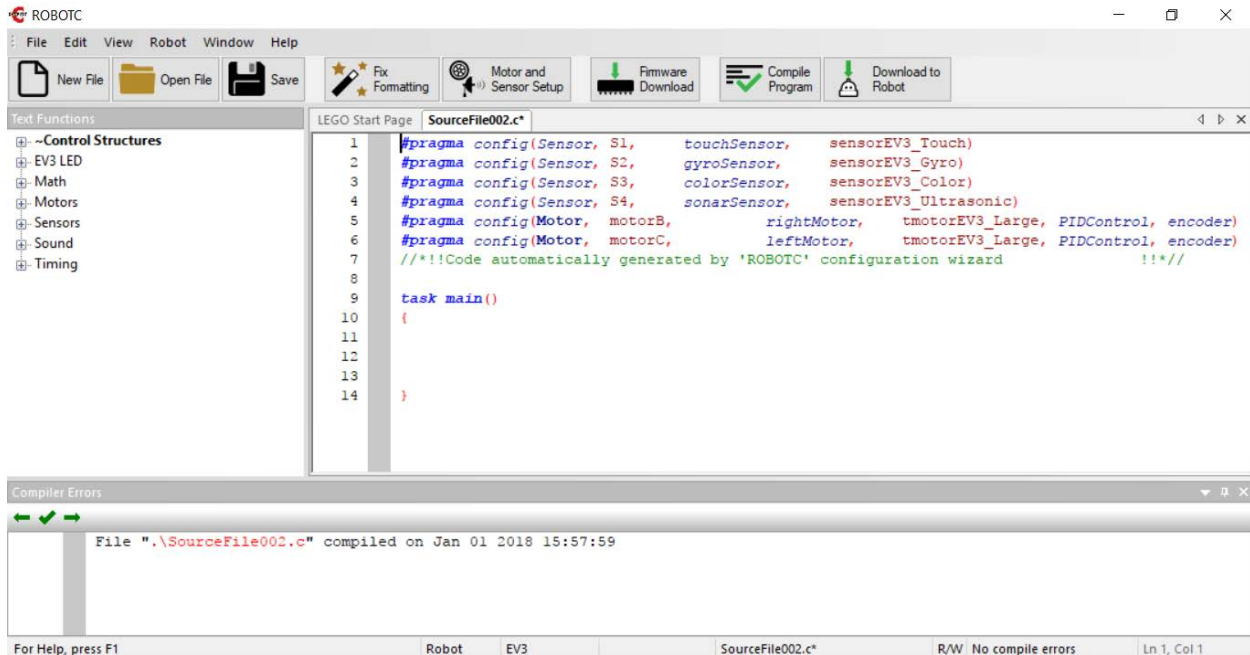 ROBOTC
File Edit View Robot Window Help
New File Open File Save Fix Formatting Motor and Sensor Setup Firmware Download Compile Program Download to Robot
Text Functions
~Control Structures
EV3 LED
Math
Motors
Sensors
Sound
Timing
LEGO Start Page SourceFile002.c*
1 #pragma config(Sensor, S1, touchSensor, sensorEV3_Touch)
2 #pragma config(Sensor, S2, gyroSensor, sensorEV3_Gyro)
3 #pragma config(Sensor, S3, colorSensor, sensorEV3_Color)
4 #pragma config(Sensor, S4, sonarSensor, sensorEV3_Ultrasonic)
5 #pragma config(Motor, motorB, rightMotor, tmotorEV3_Large, PIDControl, encoder)
6 #pragma config(Motor, motorC, leftMotor, tmotorEV3_Large, PIDControl, encoder)
7 //*!!Code automatically generated by 'ROBOTC' configuration wizard !!*//
8
9 task main()
10 {
11
12
13
14 }
Compiler Errors
File ".\SourceFile002.c" compiled on Jan 01 2018 15:57:59
For Help, press F1 Robot EV3 SourceFile002.c* R/W No compile errors Ln 1, Col 1